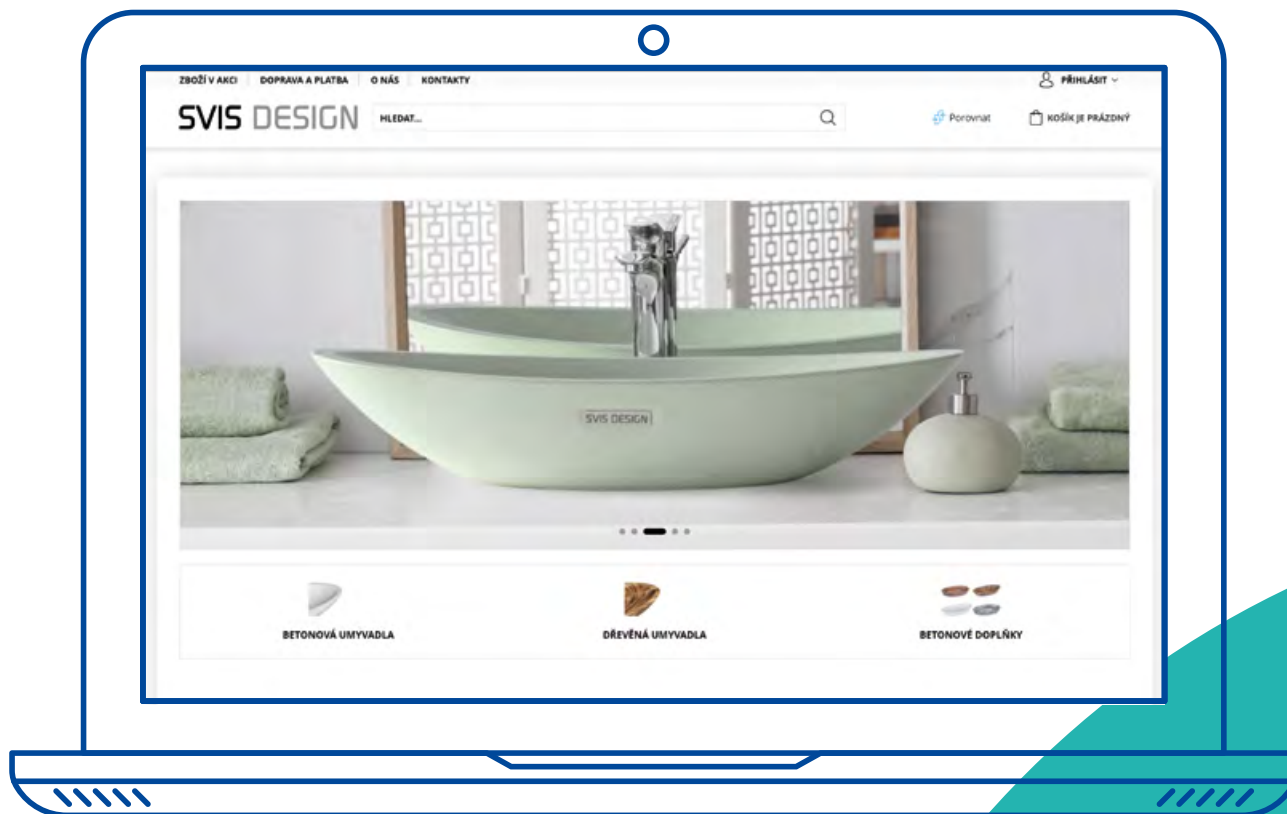 ZBOŽÍ V AKCI DOPRAVA A PLATBA O NÁS KONTAKTY PŘIHLÁSIT
SVIS DESIGN HLEDAT... Porovnat KOŠÍK JE PRÁZDNÝ
SVIS DESIGN
BETONOVÁ UMYVADLA DŘEVĚNÁ UMYVADLA BETONOVÉ DOPLŇKY